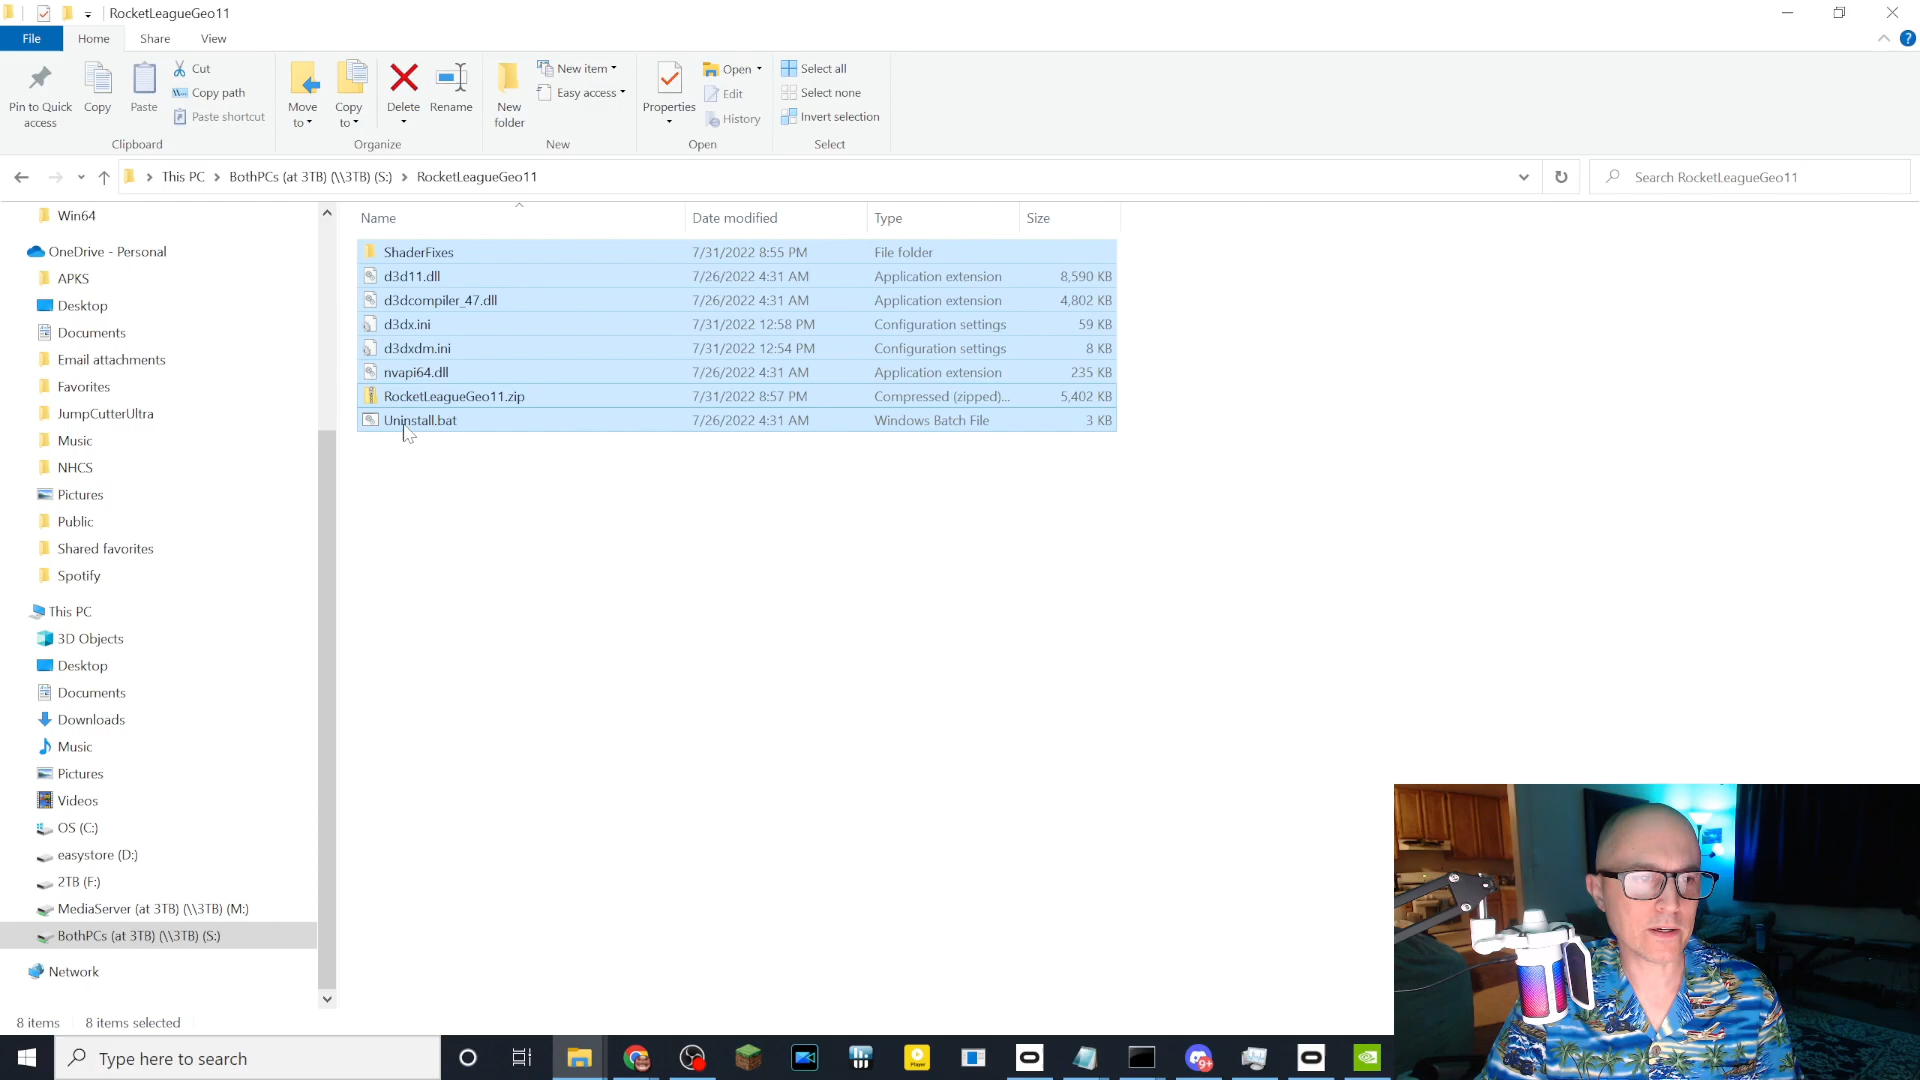 RocketLeagueGeo11
File Home Share View
Pin to Quick access
Copy
Paste
Cut
Copy path
Paste shortcut
Clipboard
Move to
Copy to
Delete
Rename
Organize
New folder
New item
Easy access
New
Properties
Open
Edit
History
Open
Select all
Select none
Invert selection
Select
This PC BothPCs (at 3TB) (\\3TB) (S:) RocketLeagueGeo11
Search RocketLeagueGeo11
Name Date modified Type Size
ShaderFixes 7/31/2022 8:55 PM File folder
d3d11.dll 7/26/2022 4:31 AM Application extension 8,590 KB
d3dcompiler_47.dll 7/26/2022 4:31 AM Application extension 4,802 KB
d3dx.ini 7/31/2022 12:58 PM Configuration settings 59 KB
d3dxdm.ini 7/31/2022 12:54 PM Configuration settings 8 KB
nvapi64.dll 7/26/2022 4:31 AM Application extension 235 KB
RocketLeagueGeo11.zip 7/31/2022 8:57 PM Compressed (zipped)... 5,402 KB
Uninstall.bat 7/26/2022 4:31 AM Windows Batch File 3 KB
Win64
OneDrive - Personal
APKS
Desktop
Documents
Email attachments
Favorites
JumpCutterUltra
Music
NHCS
Pictures
Public
Shared favorites
Spotify
This PC
3D Objects
Desktop
Documents
Downloads
Music
Pictures
Videos
OS (C:)
easystore (D:)
2TB (F:)
MediaServer (at 3TB) (\\3TB) (M:)
BothPCs (at 3TB) (\\3TB) (S:)
Network
8 items 8 items selected
Type here to search